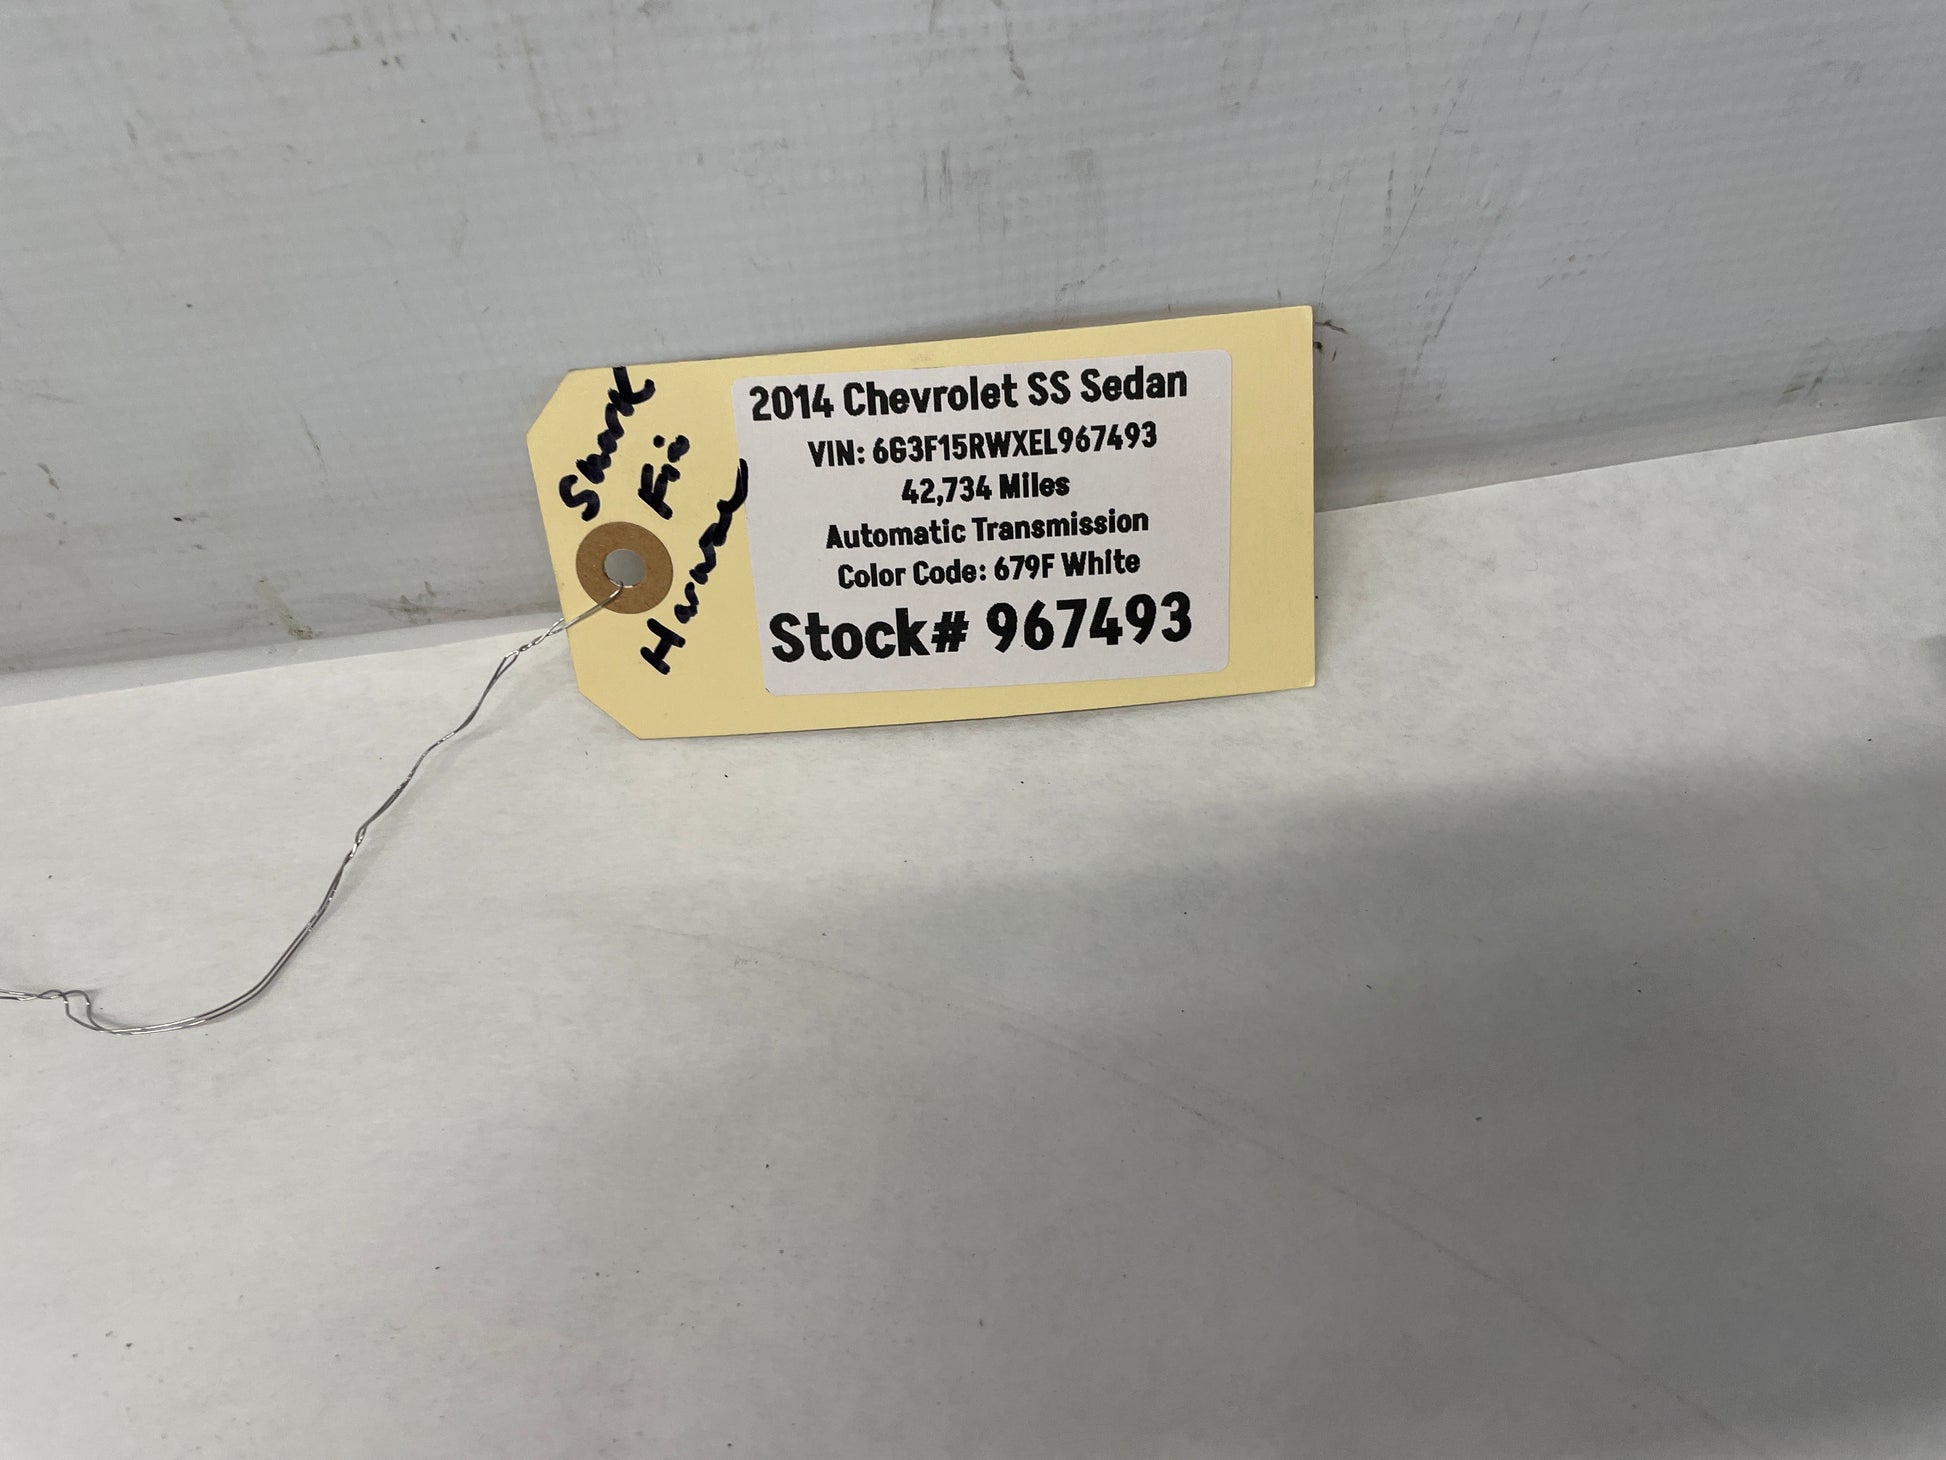 Shark
Fin
Harness
2014 Chevrolet SS Sedan
VIN: 6G3F15RWXEL967493
42,734 Miles
Automatic Transmission
Color Code: 679F White
Stock# 967493